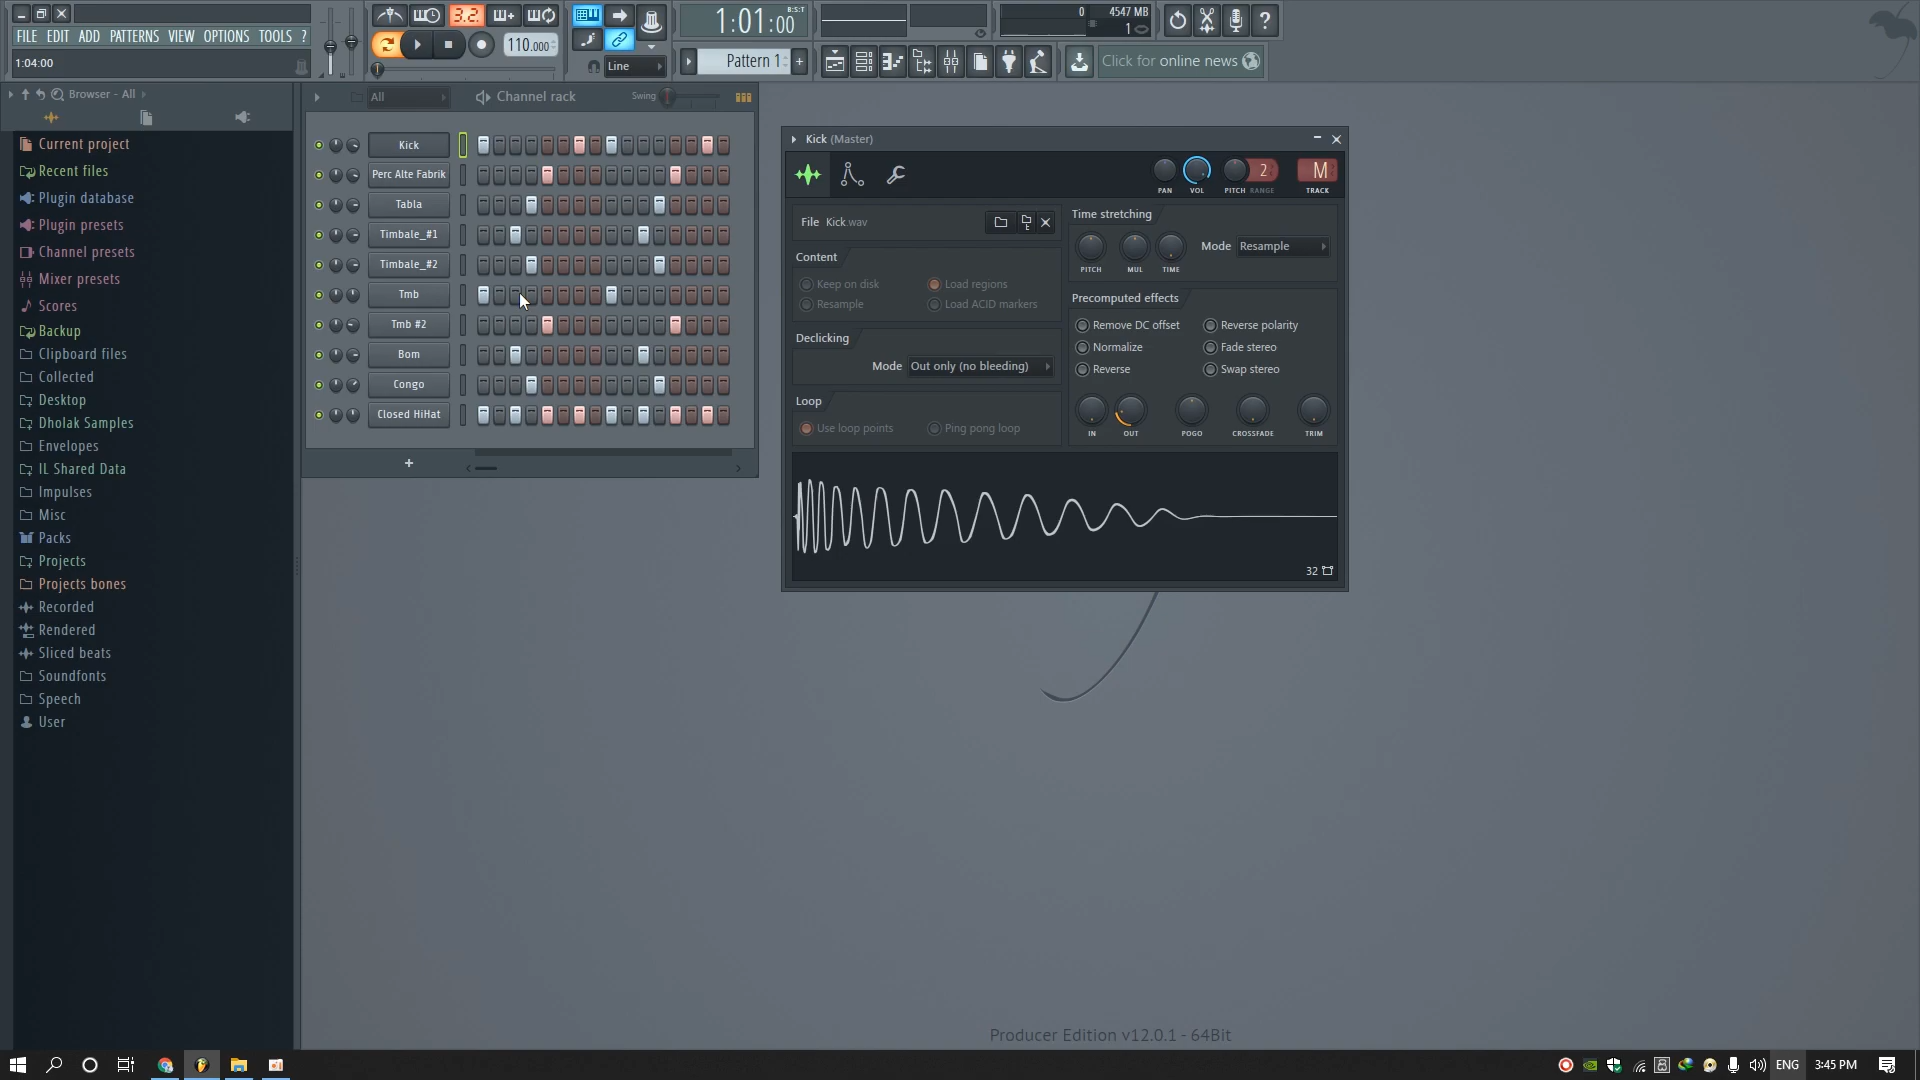 FILE EDIT ADD PATTERNS VIEW OPTIONS TOOLS ?
1:04:00
3.2.
110.000
Line
1:01:00
B:S:T
Pattern 1
+
0
4547 MB
1
?
Click for online news
Browser - All
Current project
Recent files
Plugin database
Plugin presets
Channel presets
Mixer presets
Scores
Backup
Clipboard files
Collected
Desktop
Dholak Samples
Envelopes
IL Shared Data
Impulses
Misc
Packs
Projects
Projects bones
Recorded
Rendered
Sliced beats
Soundfonts
Speech
User
All
Channel rack
Swing
Kick
Perc Alte Fabrik
Tabla
Timbale_#1
Timbale_#2
Tmb
Tmb #2
Bom
Congo
Closed HiHat
+
Kick (Master)
PAN VOL PITCH RANGE TRACK
2
M
File Kick.wav
Content
Keep on disk
Load regions
Resample
Load ACID markers
Declicking
Mode Out only (no bleeding)
Loop
Use loop points
Ping pong loop
Time stretching
PITCH MUL TIME
Mode Resample
Precomputed effects
Remove DC offset
Reverse polarity
Normalize
Fade stereo
Reverse
Swap stereo
IN OUT POGO CROSSFADE TRIM
32
Producer Edition v12.0.1 - 64Bit
ENG
3:45 PM